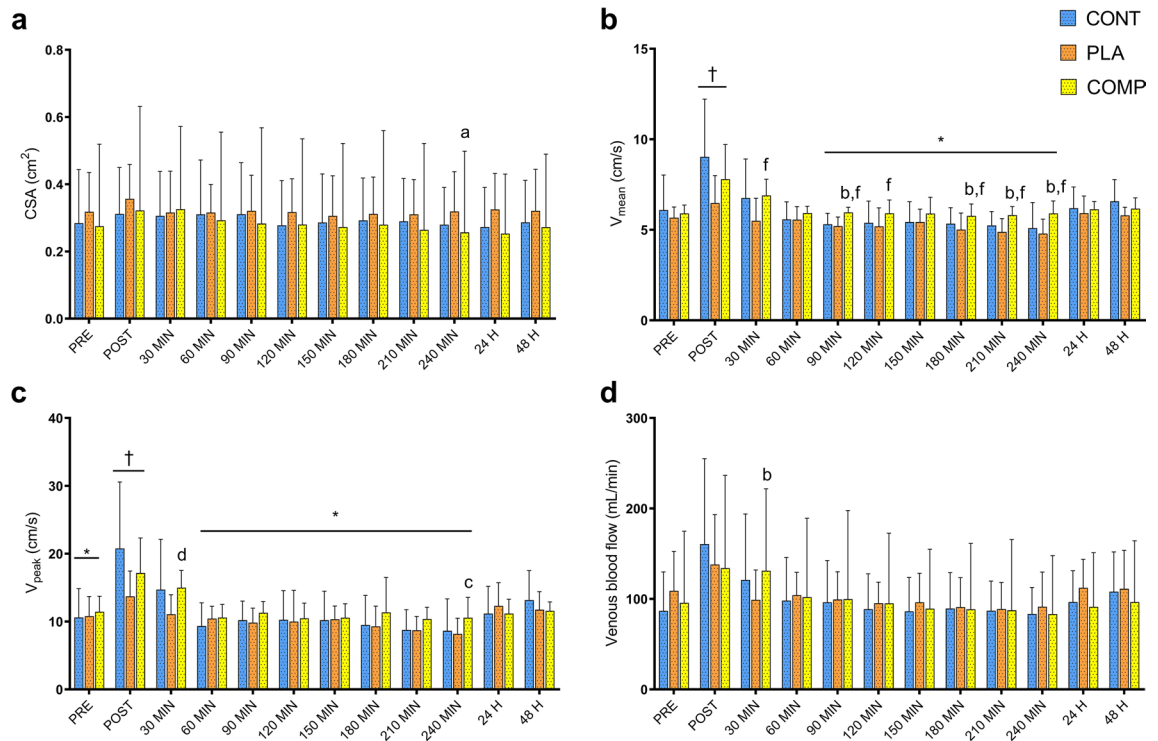 a
CSA (cm²)
0.8
0.6
0.4
0.2
0.0
a
PRE POST 30 MIN 60 MIN 90 MIN 120 MIN 150 MIN 180 MIN 210 MIN 240 MIN 24 H 48 H
b
CONT
PLA
COMP
Vmean (cm/s)
15
10
5
0
†
*
f b,f f b,f b,f b,f
PRE POST 30 MIN 60 MIN 90 MIN 120 MIN 150 MIN 180 MIN 210 MIN 240 MIN 24 H 48 H
c
Vpeak (cm/s)
40
30
20
10
0
†
*
* d c
PRE POST 30 MIN 60 MIN 90 MIN 120 MIN 150 MIN 180 MIN 210 MIN 240 MIN 24 H 48 H
d
Venous blood flow (mL/min)
300
200
100
0
b
PRE POST 30 MIN 60 MIN 90 MIN 120 MIN 150 MIN 180 MIN 210 MIN 240 MIN 24 H 48 H